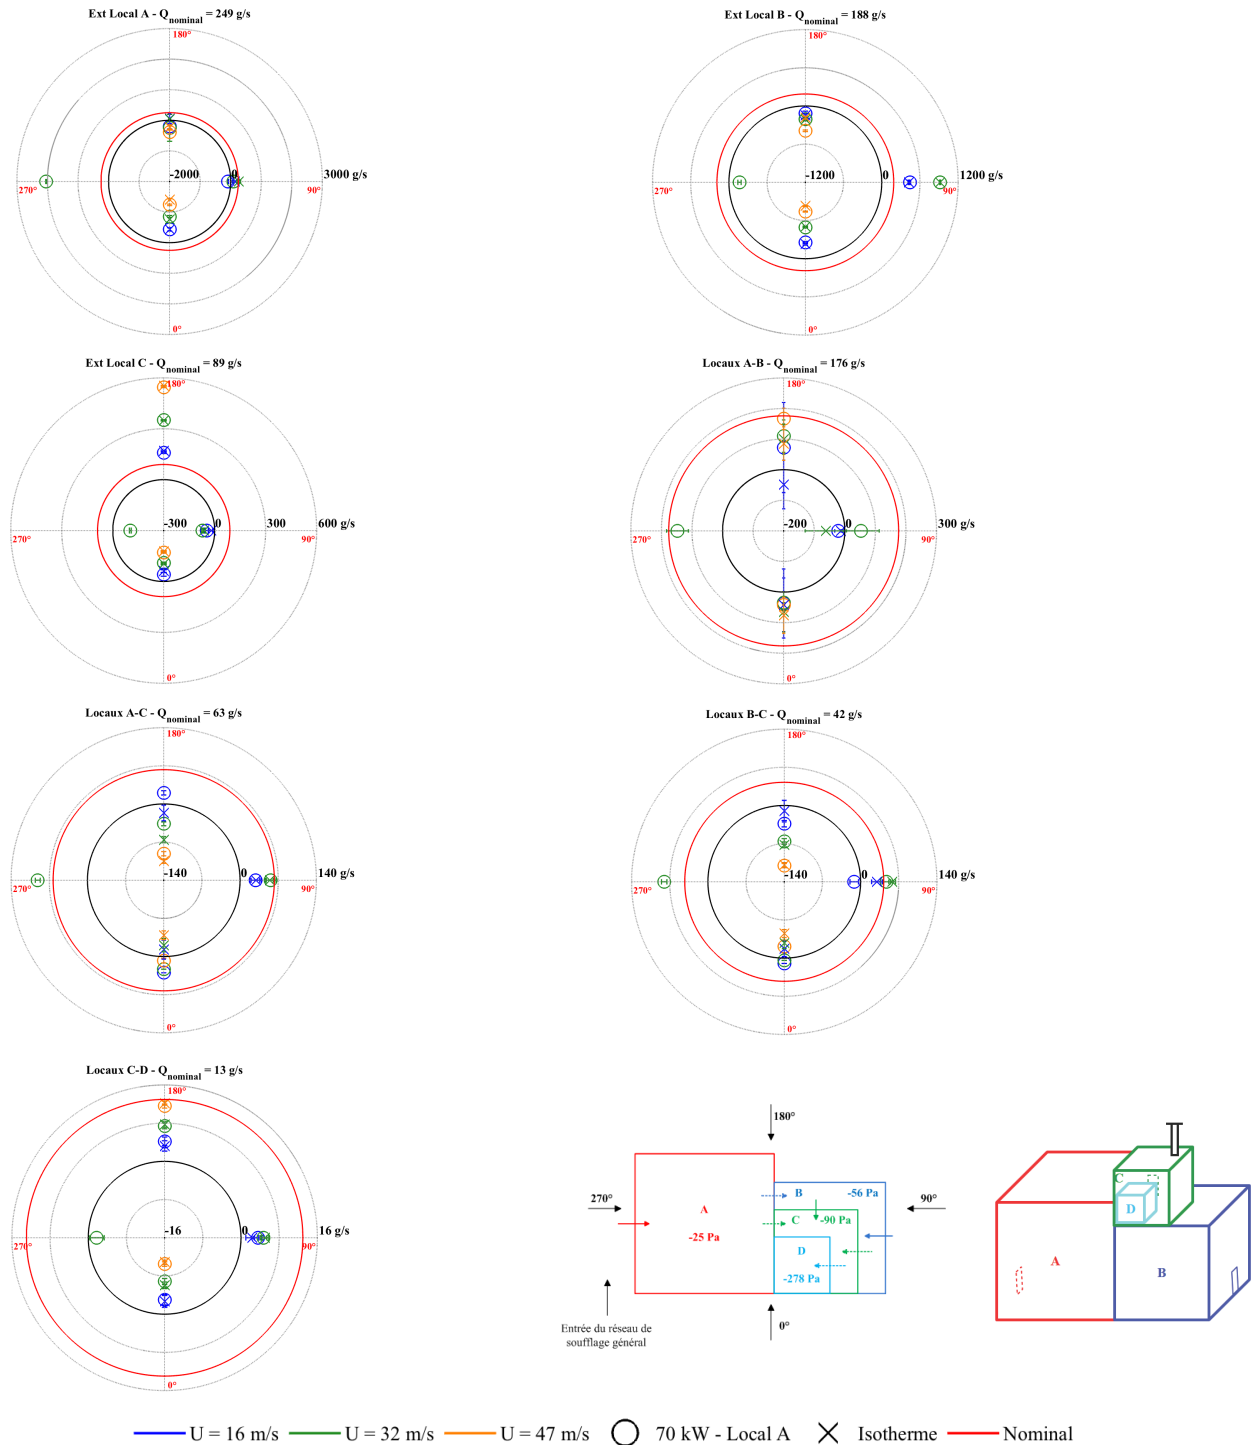 Ext Local A - Qnominal = 249 g/s
180°
-2000
0
3000 g/s
270°
90°
0°
Ext Local B - Qnominal = 188 g/s
180°
-1200
0
1200 g/s
270°
90°
0°
Ext Local C - Qnominal = 89 g/s
180°
-300
0
300
600 g/s
270°
90°
0°
Locaux A-B - Qnominal = 176 g/s
180°
-200
0
300 g/s
270°
90°
0°
Locaux A-C - Qnominal = 63 g/s
180°
-140
0
140 g/s
270°
90°
0°
Locaux B-C - Qnominal = 42 g/s
180°
-140
0
140 g/s
270°
90°
0°
Locaux C-D - Qnominal = 13 g/s
180°
-16
0
16 g/s
270°
90°
0°
180°
270°
90°
A
-25 Pa
B
-56 Pa
C
-90 Pa
D
-278 Pa
0°
Entrée du réseau de
soufflage général
C
D
A
B
U = 16 m/s
U = 32 m/s
U = 47 m/s
70 kW - Local A
Isotherme
Nominal